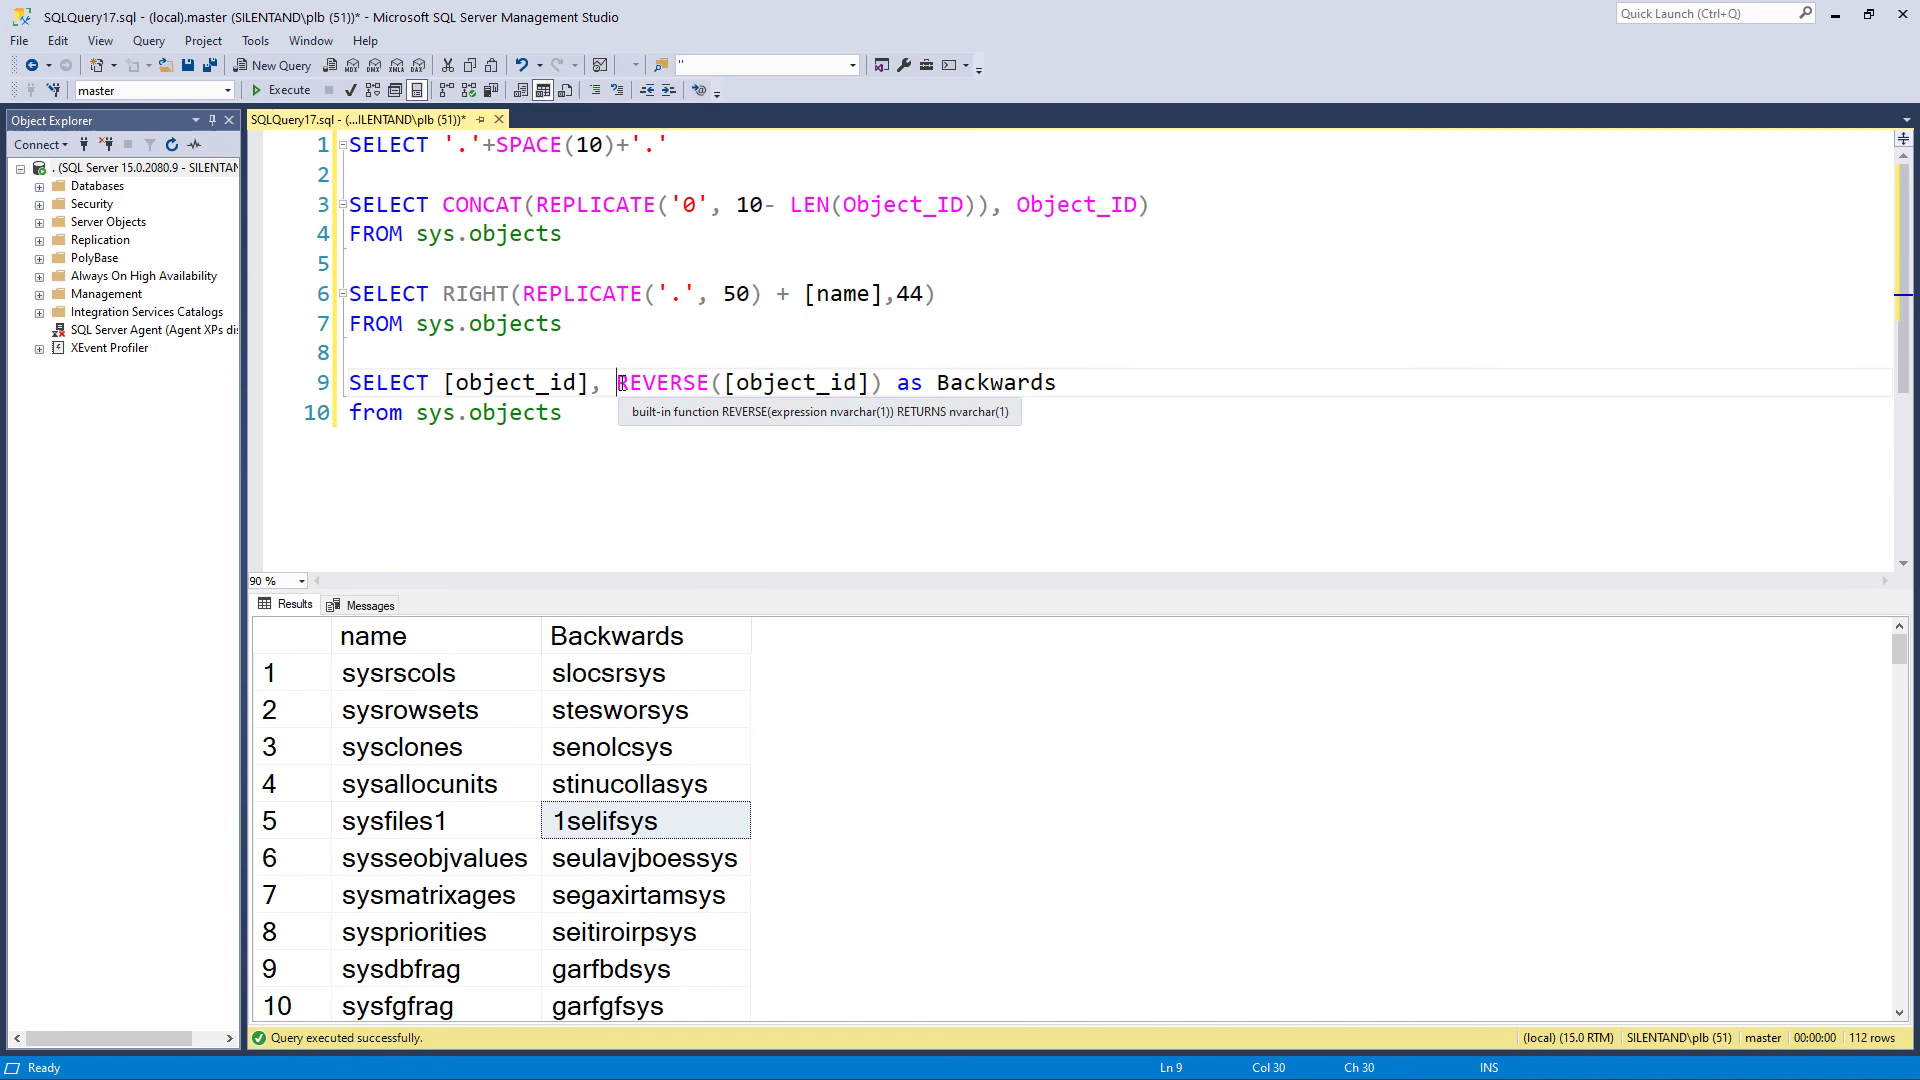 SQLQuery17.sql - (local).master (SILENTAND\plb (51))* - Microsoft SQL Server Management Studio
Quick Launch (Ctrl+Q)
File Edit View Query Project Tools Window Help
New Query
"
master Execute
Object Explorer
SQLQuery17.sql - (...ILENTAND\plb (51))*
Connect
. (SQL Server 15.0.2080.9 - SILENTAN
Databases
Security
Server Objects
Replication
PolyBase
Always On High Availability
Management
Integration Services Catalogs
SQL Server Agent (Agent XPs dis
XEvent Profiler
1 SELECT '.'+SPACE(10)+'.'
2
3 SELECT CONCAT(REPLICATE('0', 10- LEN(Object_ID)), Object_ID)
4 FROM sys.objects
5
6 SELECT RIGHT(REPLICATE('.', 50) + [name],44)
7 FROM sys.objects
8
9 SELECT [object_id], REVERSE([object_id]) as Backwards
10 from sys.objects
built-in function REVERSE(expression nvarchar(1)) RETURNS nvarchar(1)
90 %
Results Messages
name Backwards
1 sysrscols slocsrsys
2 sysrowsets stesworsys
3 sysclones senolcsys
4 sysallocunits stinucollasys
5 sysfiles1 1selifsys
6 sysseobjvalues seulavjboessys
7 sysmatrixages segaxirtamsys
8 syspriorities seitiroirpsys
9 sysdbfrag garfbdsys
10 sysfgfrag garfgfsys
Query executed successfully.
(local) (15.0 RTM) SILENTAND\plb (51) master 00:00:00 112 rows
Ready Ln 9 Col 30 Ch 30 INS